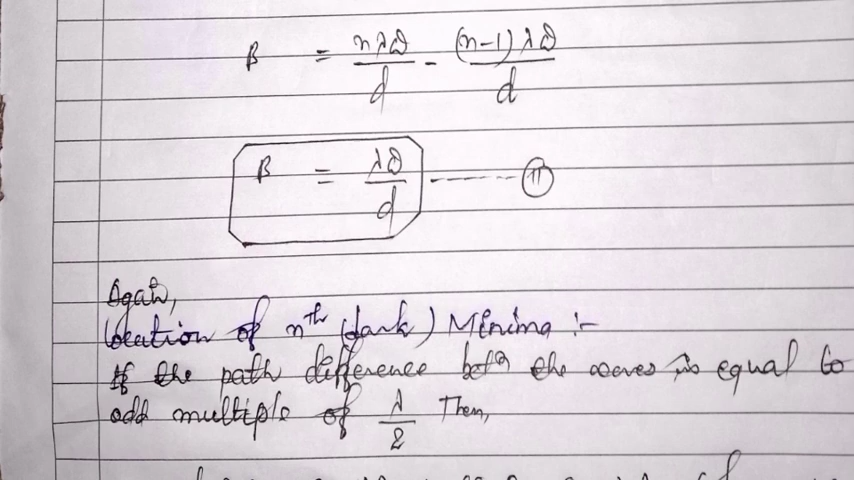 β = nλD/d - (n-1)λD/d
β = λD/d ------- (II)
Again,
location of nth (dark) Minima :-
If the path difference betn the waves is equal to
odd multiple of λ/2 Then,